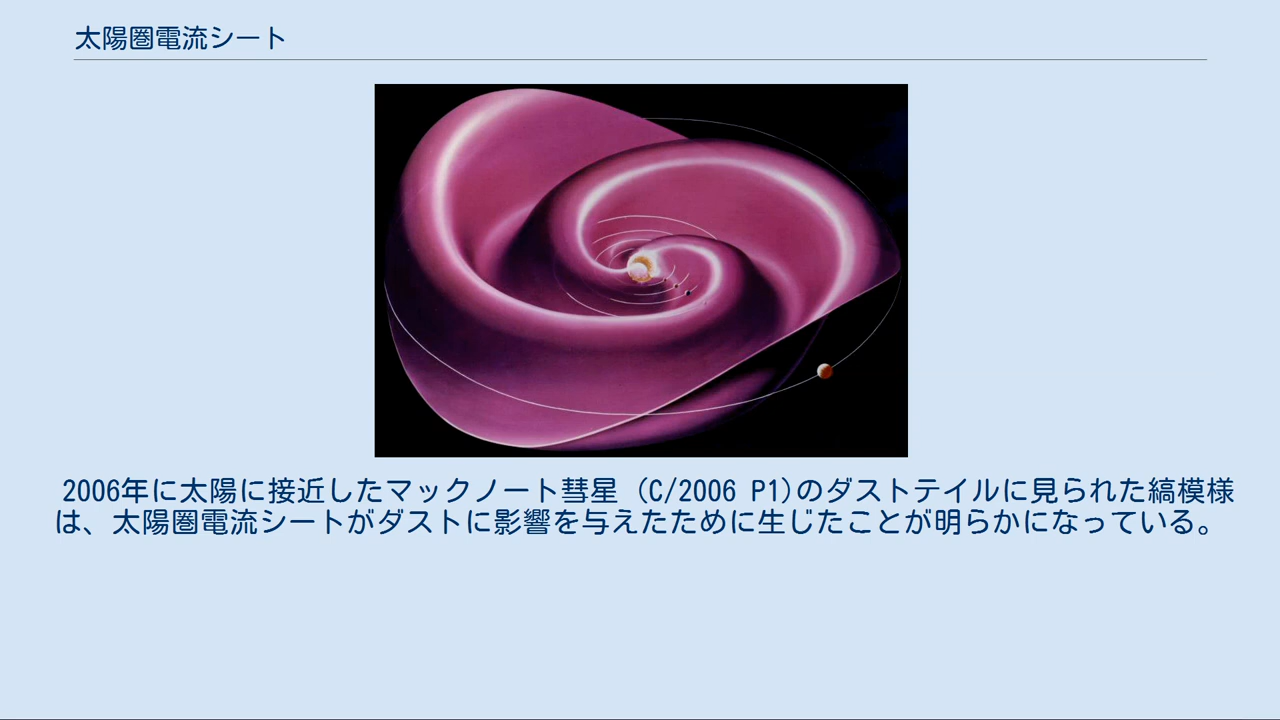 太陽圏電流シート
2006年に太陽に接近したマックノート彗星（C/2006 P1)のダストテイルに見られた縞模様
は、太陽圏電流シートがダストに影響を与えたために生じたことが明らかになっている。